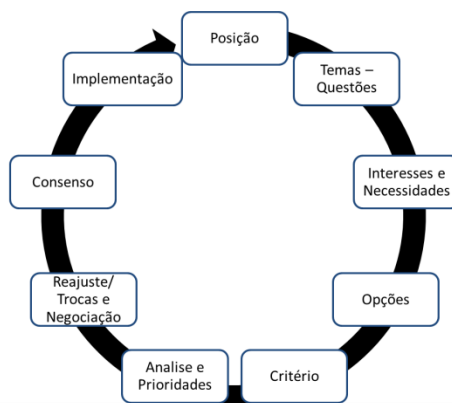 Posição
Temas –
Questões
Interesses e
Necessidades
Opções
Critério
Analise e
Prioridades
Reajuste/
Trocas e
Negociação
Consenso
Implementação